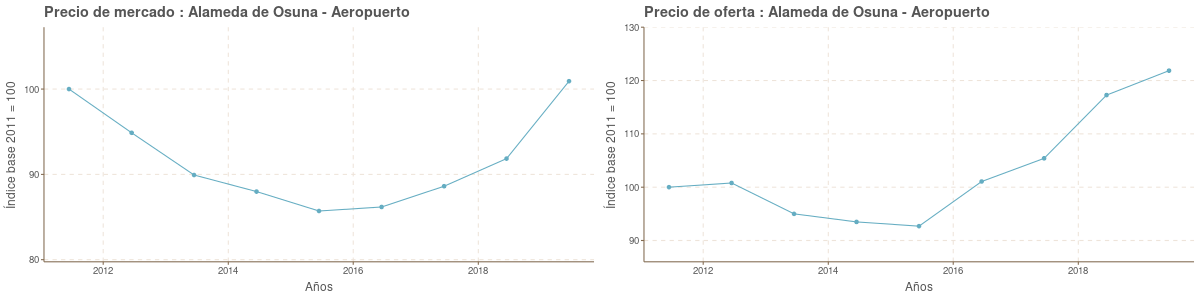 Precio de mercado : Alameda de Osuna - Aeropuerto
Índice base 2011 = 100
100
90
80
2012 2014 2016 2018
Años
Precio de oferta : Alameda de Osuna - Aeropuerto
Índice base 2011 = 100
130
120
110
100
90
2012 2014 2016 2018
Años